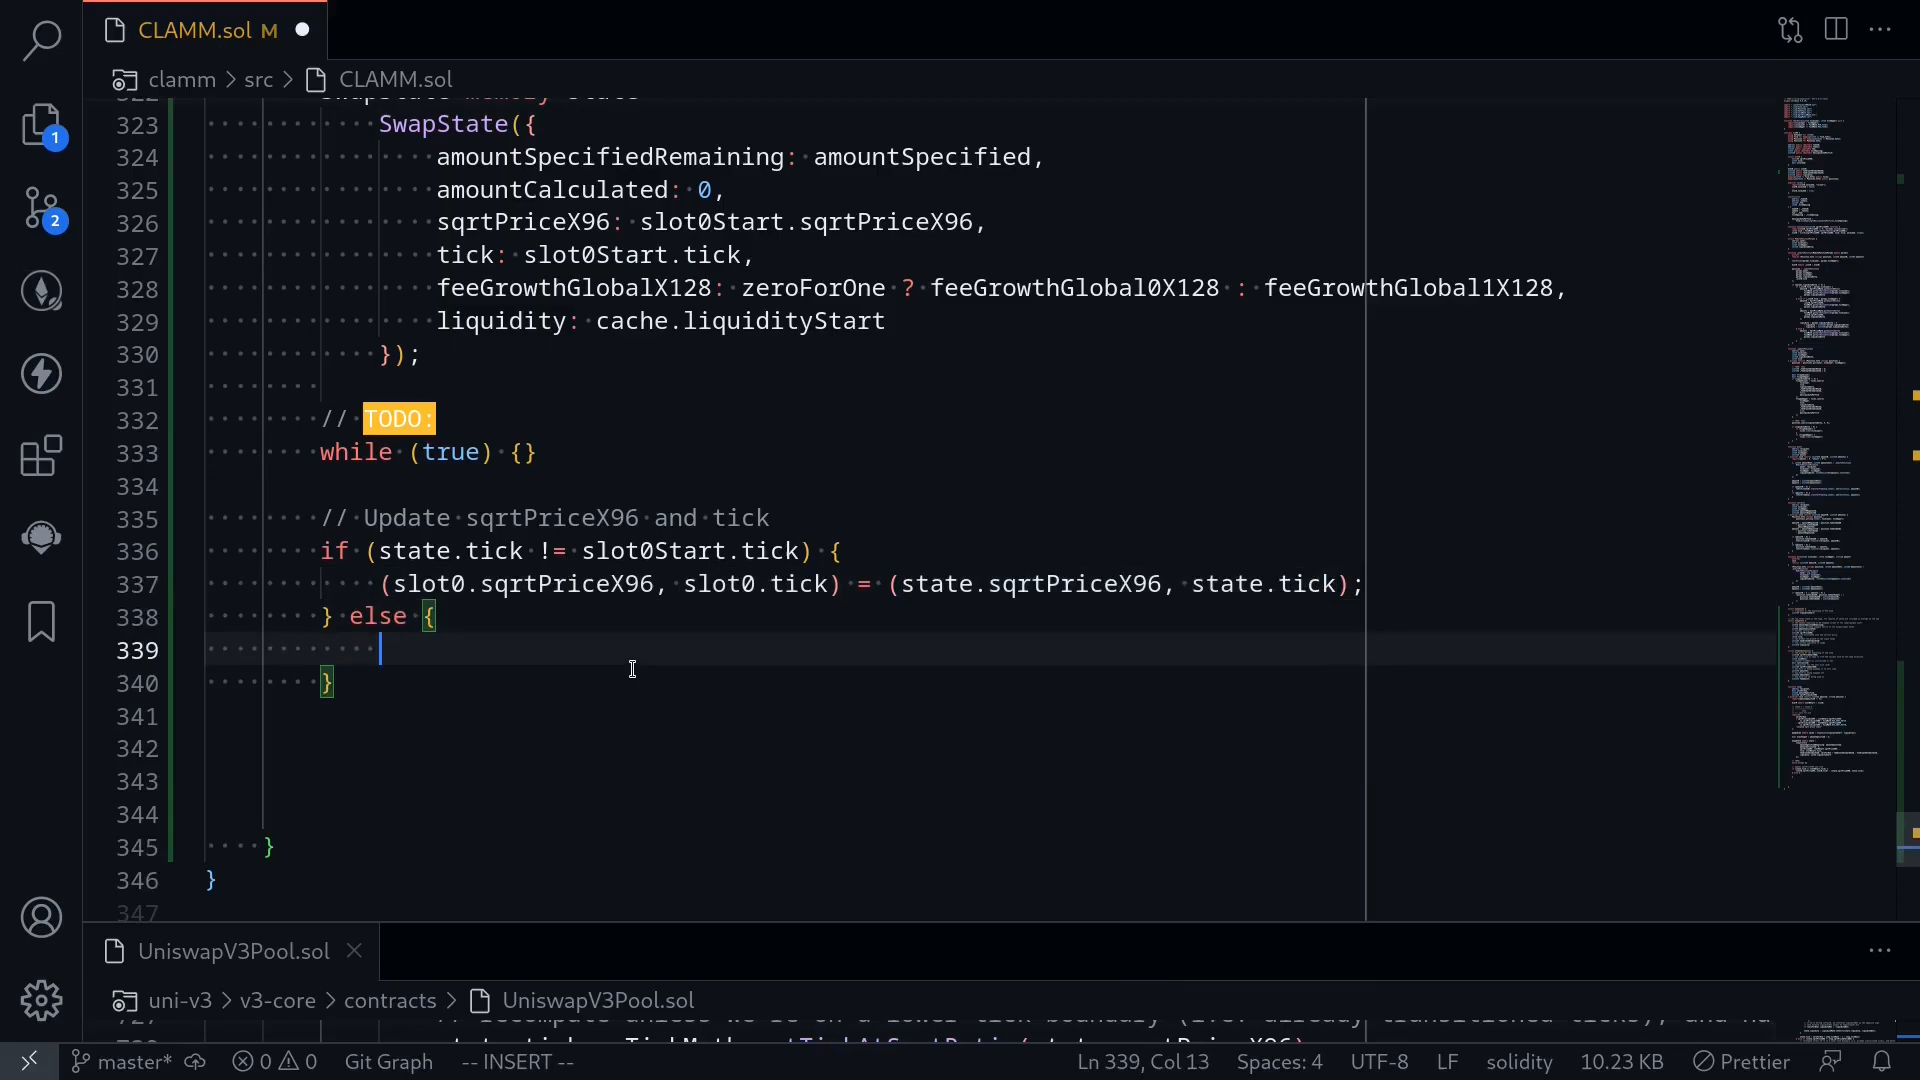 CLAMM.sol M
clamm > src > CLAMM.sol
323 SwapState({
324 amountSpecifiedRemaining: amountSpecified,
325 amountCalculated: 0,
326 sqrtPriceX96: slot0Start.sqrtPriceX96,
327 tick: slot0Start.tick,
328 feeGrowthGlobalX128: zeroForOne ? feeGrowthGlobal0X128 : feeGrowthGlobal1X128,
329 liquidity: cache.liquidityStart
330 });
331
332 // TODO:
333 while (true) {}
334
335 // Update sqrtPriceX96 and tick
336 if (state.tick != slot0Start.tick) {
337 (slot0.sqrtPriceX96, slot0.tick) = (state.sqrtPriceX96, state.tick);
338 } else {
339
340 }
341
342
343
344
345 }
346 }
347
UniswapV3Pool.sol
uni-v3 > v3-core > contracts > UniswapV3Pool.sol
master* 0 0 Git Graph -- INSERT -- Ln 339, Col 13 Spaces: 4 UTF-8 LF solidity 10.23 KB Prettier
1
2